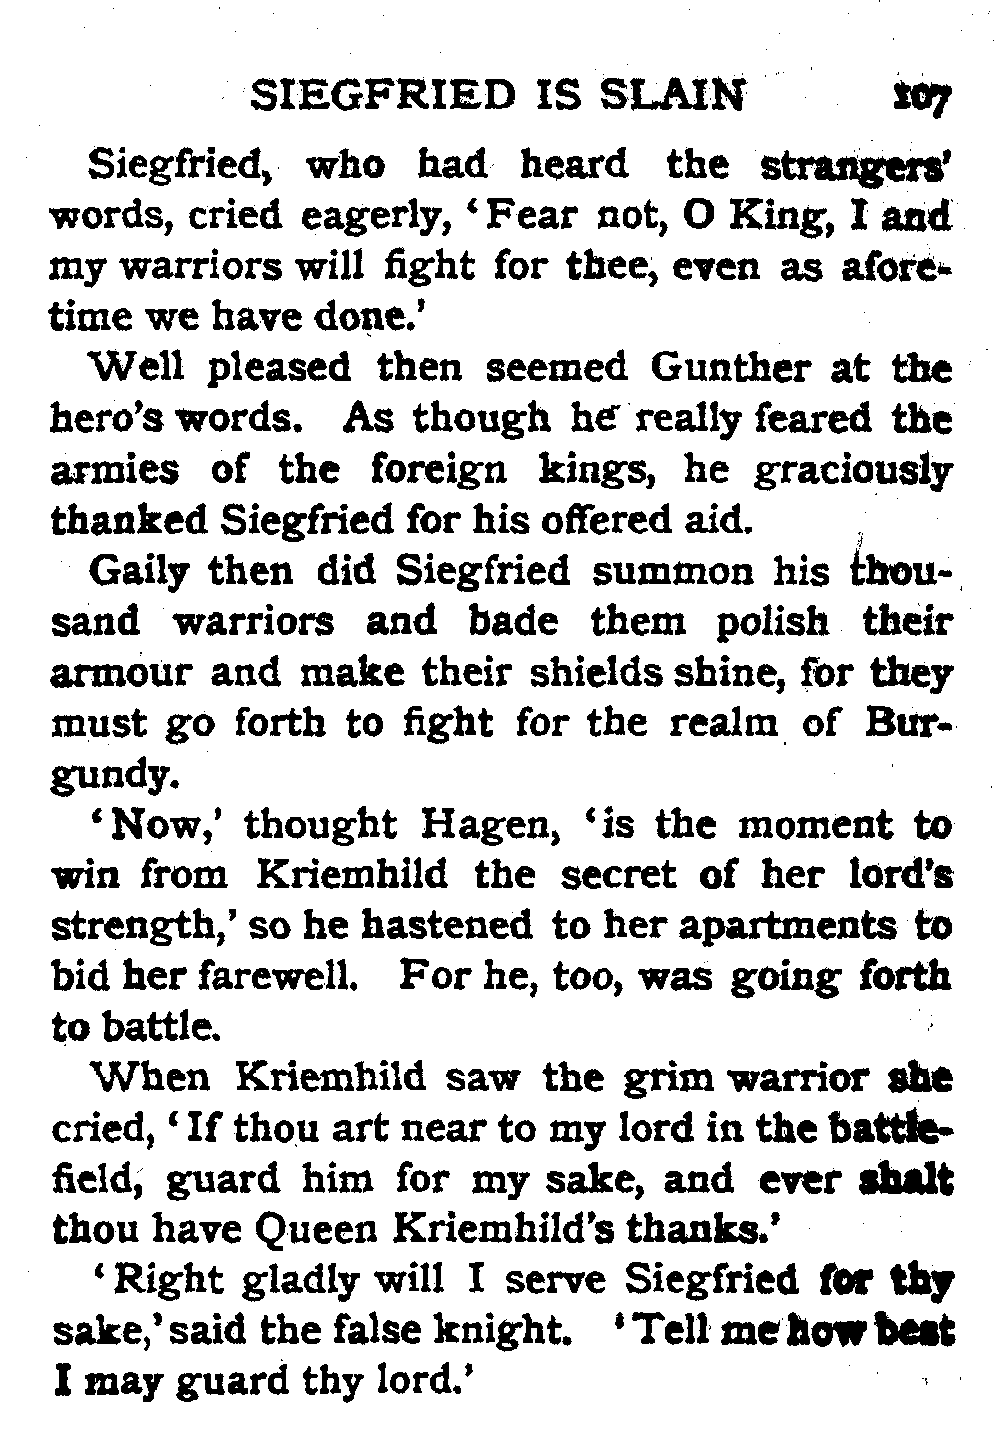 SIEGFRIED IS SLAIN 107
Siegfried, who had heard the strangers'
words, cried eagerly, ‘Fear not, O King, I and
my warriors will fight for thee, even as afore-
time we have done.’
Well pleased then seemed Gunther at the
hero's words. As though he really feared the
armies of the foreign kings, he graciously
thanked Siegfried for his offered aid.
Gaily then did Siegfried summon his thou-
sand warriors and bade them polish their
armour and make their shields shine, for they
must go forth to fight for the realm of Bur-
gundy.
‘Now,’ thought Hagen, ‘is the moment to
win from Kriemhild the secret of her lord's
strength,’ so he hastened to her apartments to
bid her farewell. For he, too, was going forth
to battle.
When Kriemhild saw the grim warrior she
cried, ‘If thou art near to my lord in the battle-
field, guard him for my sake, and ever shalt
thou have Queen Kriemhild's thanks.’
‘Right gladly will I serve Siegfried for thy
sake,’ said the false knight. ‘Tell me how best
I may guard thy lord.’